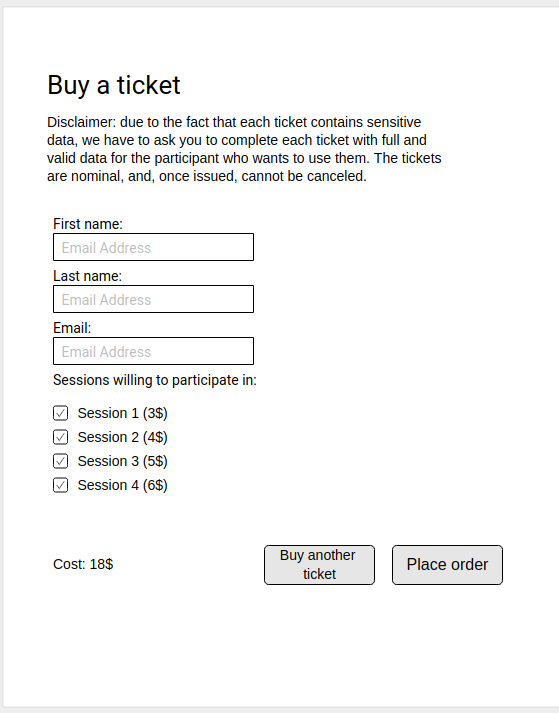 Buy a ticket
Disclaimer: due to the fact that each ticket contains sensitive
data, we have to ask you to complete each ticket with full and
valid data for the participant who wants to use them. The tickets
are nominal, and, once issued, cannot be canceled.
First name:
Email Address
Last name:
Email Address
Email:
Email Address
Sessions willing to participate in:
Session 1 (3$)
Session 2 (4$)
Session 3 (5$)
Session 4 (6$)
Cost: 18$
Buy another
ticket
Place order